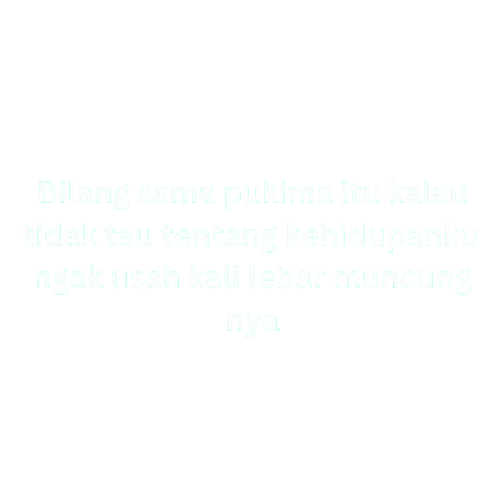 Bilang sama pukima itu kalau
tidak tau tentang kehidupanku
ngak usah kali lebar muncung
nya